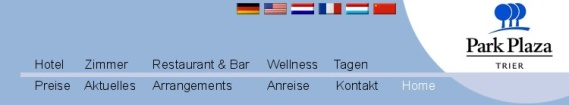 Hotel Zimmer Restaurant & Bar Wellness Tagen
Preise Aktuelles Arrangements Anreise Kontakt Home
Park Plaza
TRIER